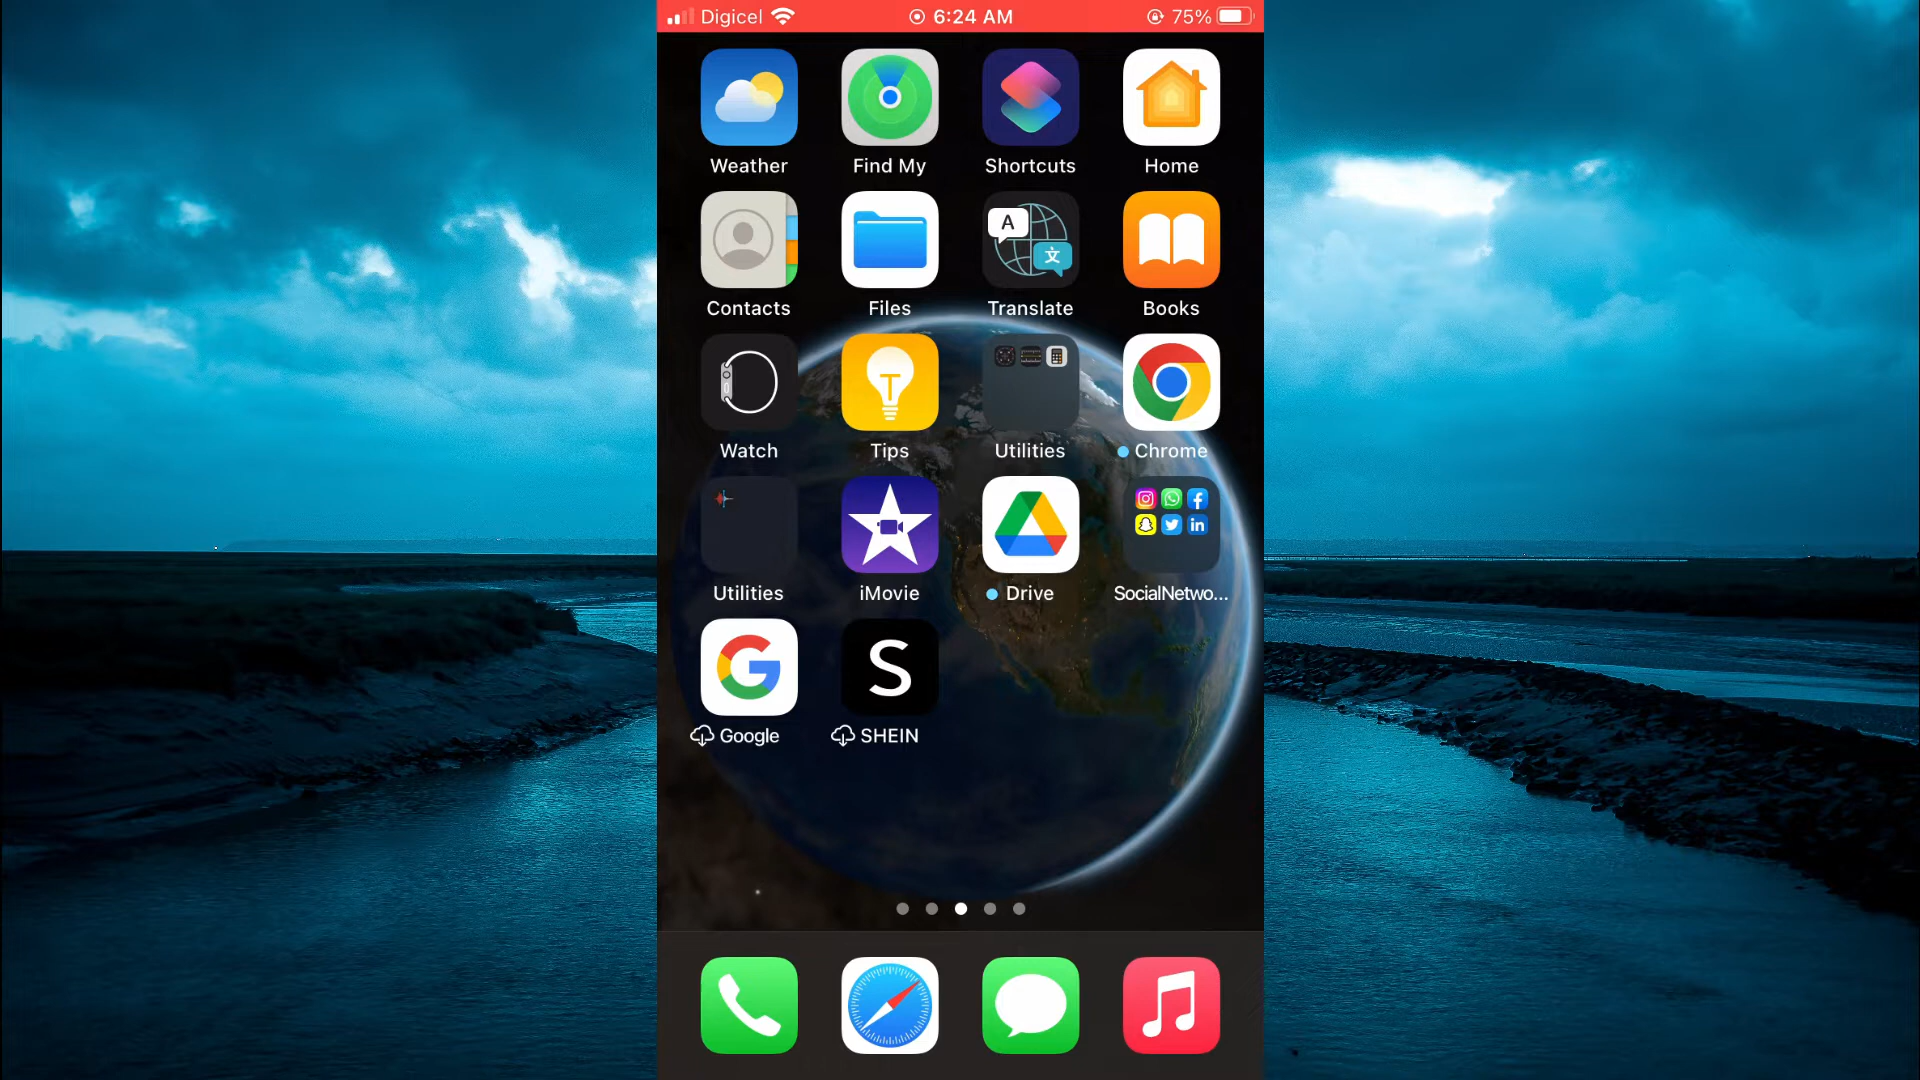 Digicel 6:24 AM 75%
Weather Find My Shortcuts Home
A 文
Contacts Files Translate Books
Watch Tips Utilities Chrome
Utilities iMovie Drive SocialNetwo...
S
Google SHEIN